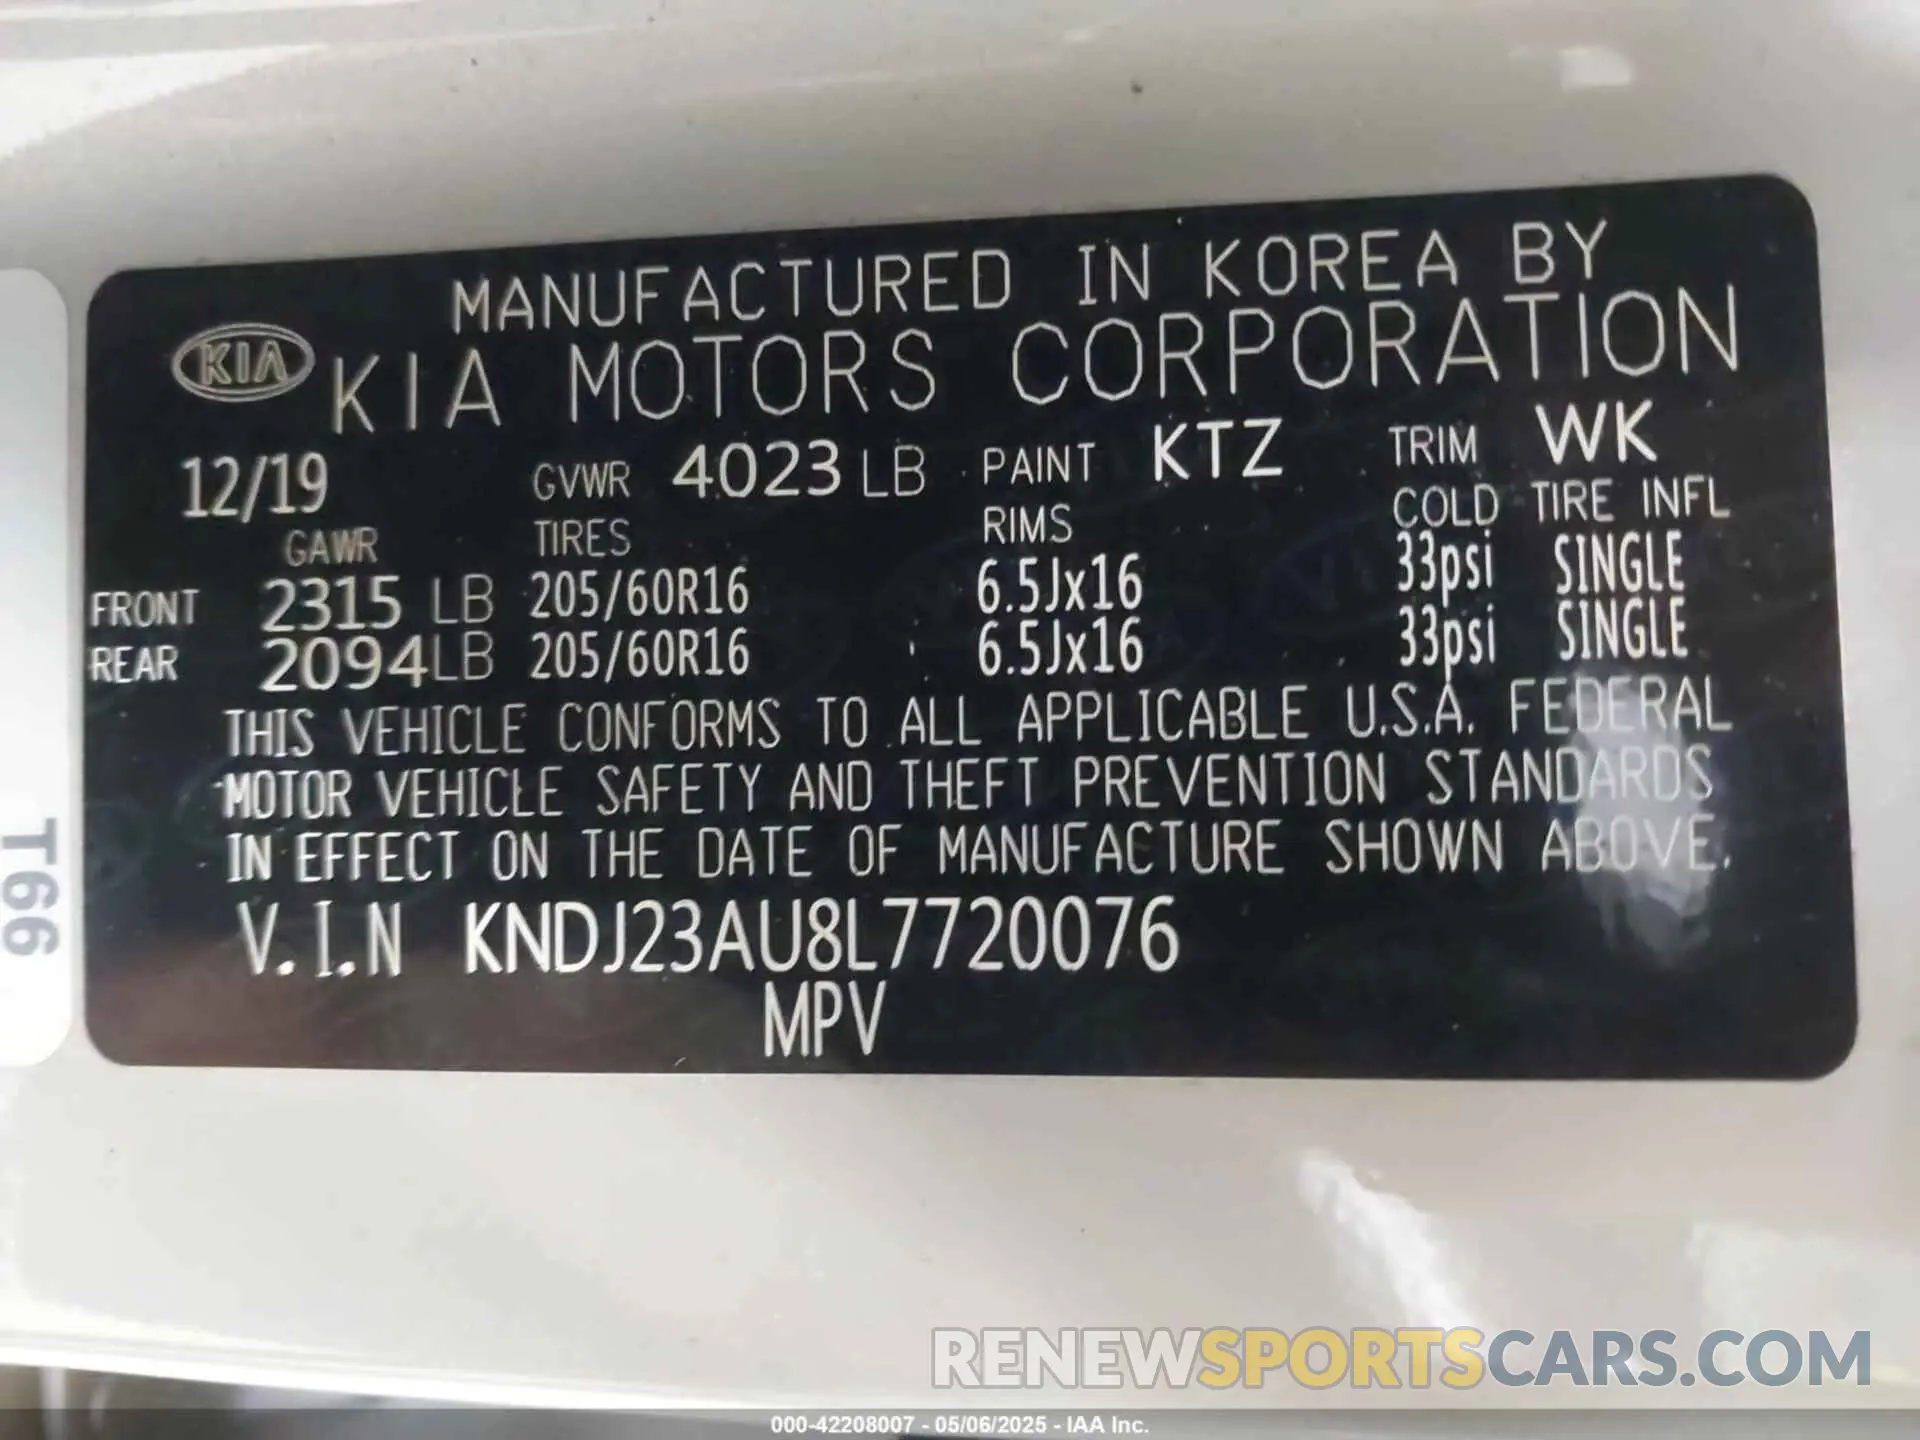 MANUFACTURED IN KOREA BY
KIA KIA MOTORS CORPORATION
12/19 GVWR 4023 LB PAINT KTZ TRIM WK
GAWR TIRES RIMS COLD TIRE INFL
FRONT 2315 LB 205/60R16 6.5Jx16 33psi SINGLE
REAR 2094LB 205/60R16 6.5Jx16 33psi SINGLE
THIS VEHICLE CONFORMS TO ALL APPLICABLE U.S.A. FEDERAL
MOTOR VEHICLE SAFETY AND THEFT PREVENTION STANDARDS
IN EFFECT ON THE DATE OF MANUFACTURE SHOWN ABOVE.
V.I.N KNDJ23AU8L7720076
MPV
T66
RENEWSPORTSCARS.COM
000-42208007 - 05/06/2025 - IAA Inc.